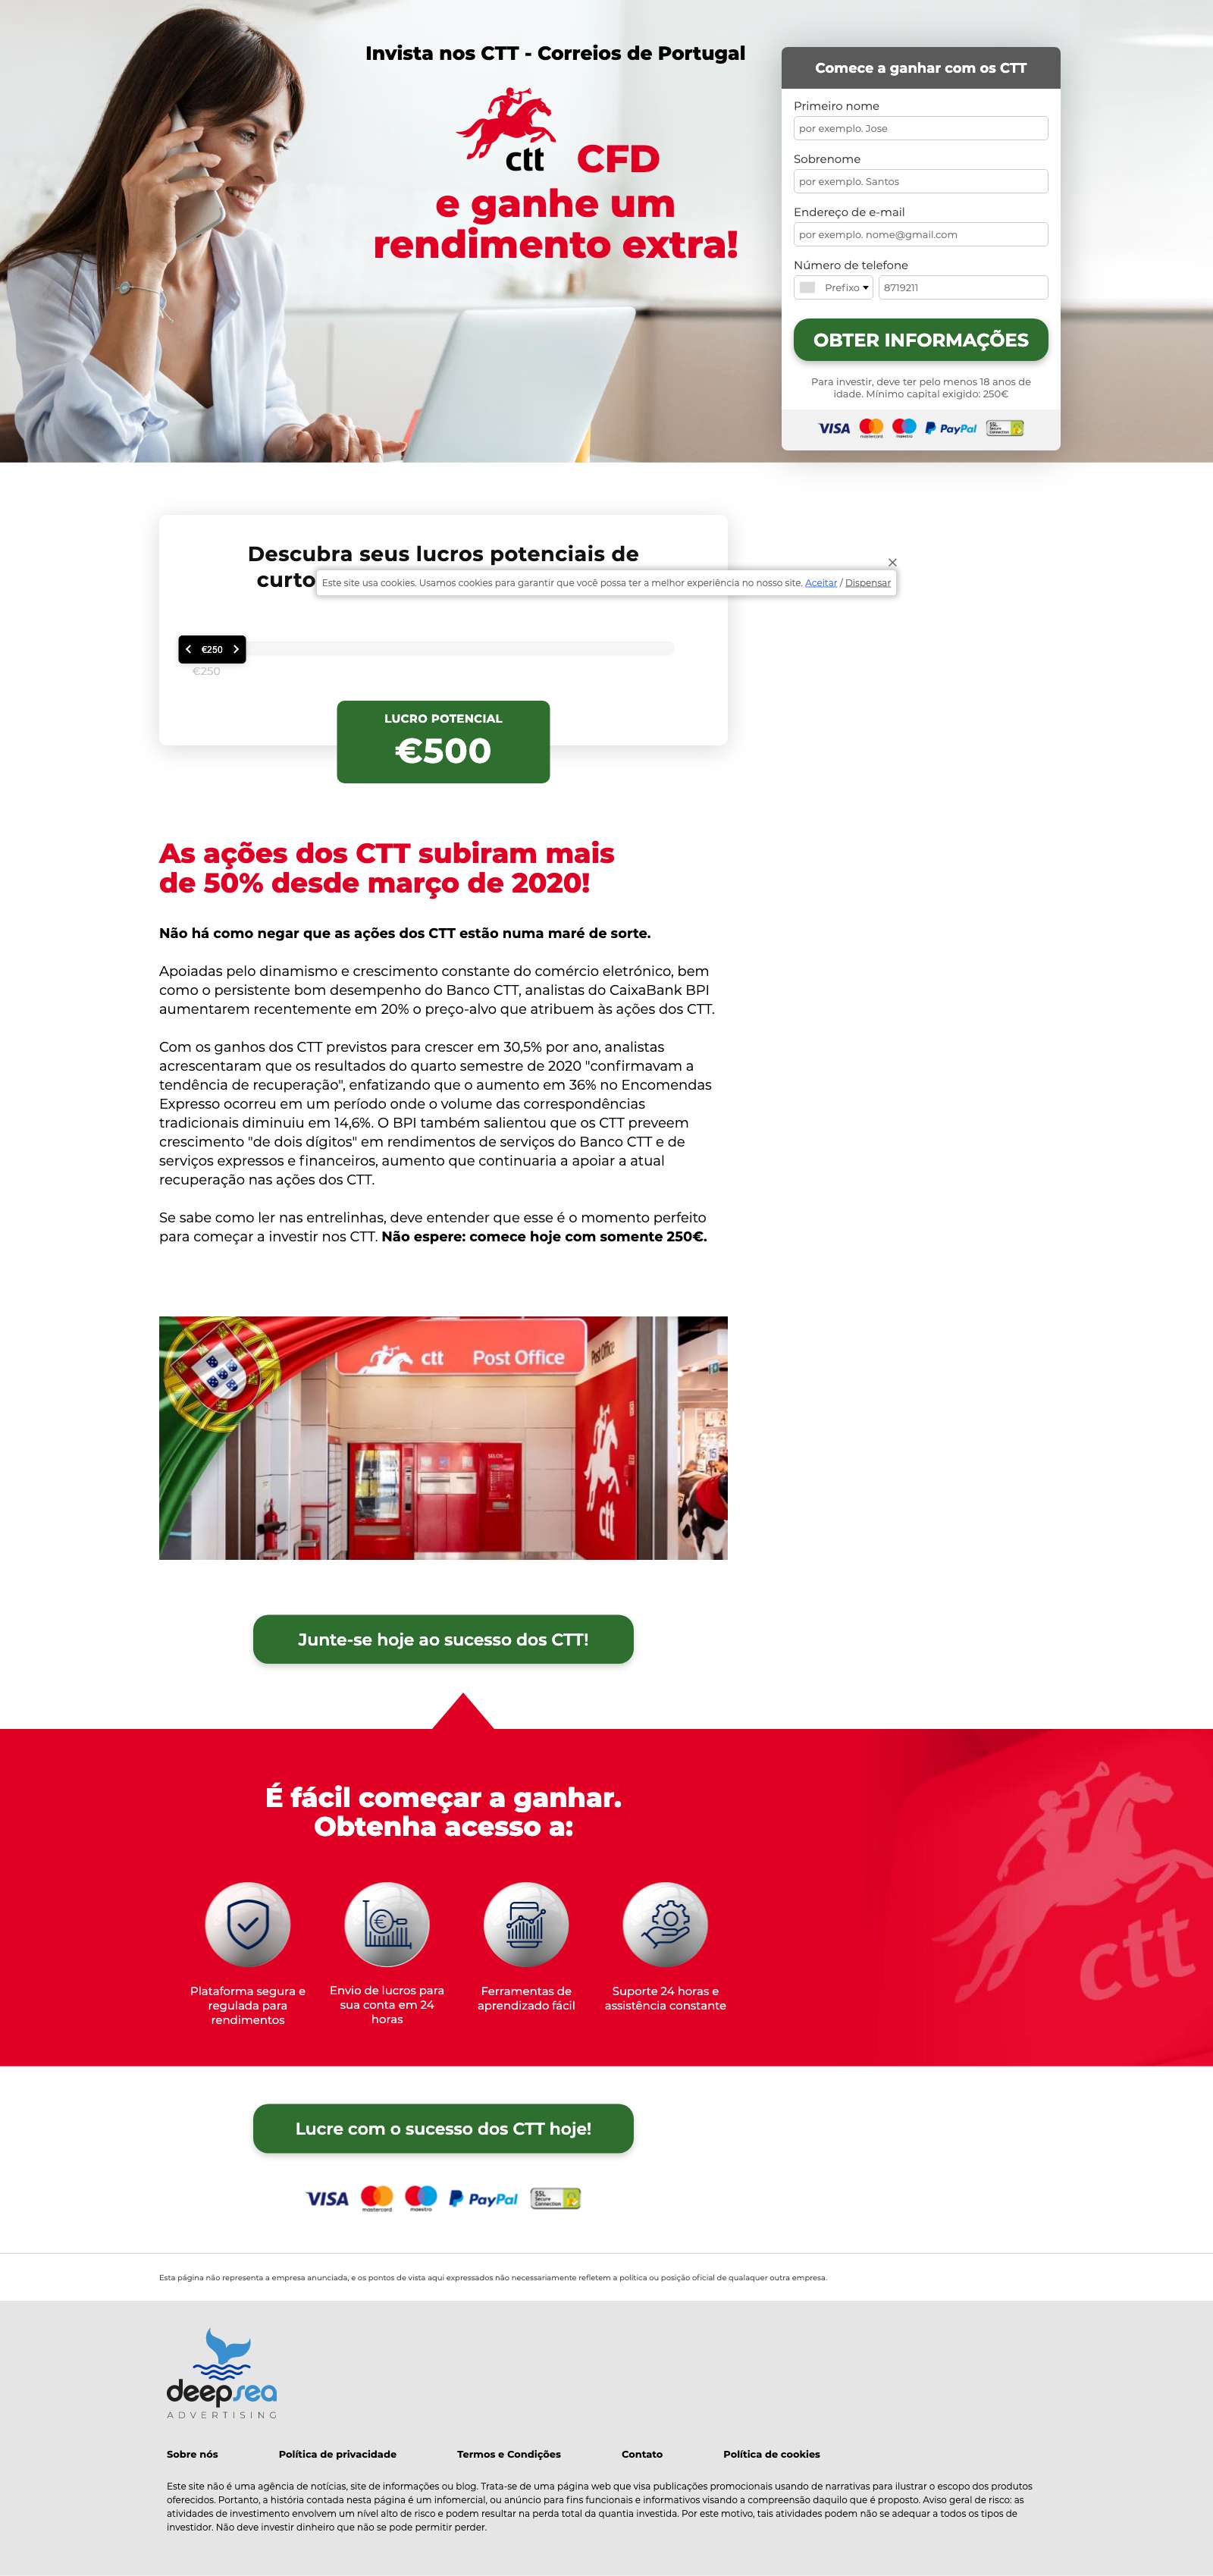 Invista nos CTT - Correios de Portugal
ctt CFD
e ganhe um
rendimento extra!
Comece a ganhar com os CTT
Primeiro nome
por exemplo. Jose
Sobrenome
por exemplo. Santos
Endereço de e-mail
por exemplo. nome@gmail.com
Número de telefone
Prefixo 8719211
OBTER INFORMAÇÕES
Para investir, deve ter pelo menos 18 anos de
idade. Mínimo capital exigido: 250€
VISA mastercard maestro PayPal SSL Secure Connection
Descubra seus lucros potenciais de
curto
Este site usa cookies. Usamos cookies para garantir que você possa ter a melhor experiência no nosso site. Aceitar / Dispensar
€250
€250
LUCRO POTENCIAL
€500
As ações dos CTT subiram mais
de 50% desde março de 2020!
Não há como negar que as ações dos CTT estão numa maré de sorte.
Apoiadas pelo dinamismo e crescimento constante do comércio eletrónico, bem
como o persistente bom desempenho do Banco CTT, analistas do CaixaBank BPI
aumentarem recentemente em 20% o preço-alvo que atribuem às ações dos CTT.
Com os ganhos dos CTT previstos para crescer em 30,5% por ano, analistas
acrescentaram que os resultados do quarto semestre de 2020 "confirmavam a
tendência de recuperação", enfatizando que o aumento em 36% no Encomendas
Expresso ocorreu em um período onde o volume das correspondências
tradicionais diminuiu em 14,6%. O BPI também salientou que os CTT preveem
crescimento "de dois dígitos" em rendimentos de serviços do Banco CTT e de
serviços expressos e financeiros, aumento que continuaria a apoiar a atual
recuperação nas ações dos CTT.
Se sabe como ler nas entrelinhas, deve entender que esse é o momento perfeito
para começar a investir nos CTT. Não espere: comece hoje com somente 250€.
ctt Post Office
Post Office
SELOS
15
ctt
Junte-se hoje ao sucesso dos CTT!
É fácil começar a ganhar.
Obtenha acesso a:
Plataforma segura e
regulada para
rendimentos
Envio de lucros para
sua conta em 24
horas
Ferramentas de
aprendizado fácil
Suporte 24 horas e
assistência constante
ctt
Lucre com o sucesso dos CTT hoje!
VISA mastercard maestro PayPal SSL Secure Connection
Esta página não representa a empresa anunciada, e os pontos de vista aqui expressados não necessariamente refletem a política ou posição oficial de qualaquer outra empresa.
deepsea
ADVERTISING
Sobre nós Política de privacidade Termos e Condições Contato Política de cookies
Este site não é uma agência de notícias, site de informações ou blog. Trata-se de uma página web que visa publicações promocionais usando de narrativas para ilustrar o escopo dos produtos
oferecidos. Portanto, a história contada nesta página é um infomercial, ou anúncio para fins funcionais e informativos visando a compreensão daquilo que é proposto. Aviso geral de risco: as
atividades de investimento envolvem um nível alto de risco e podem resultar na perda total da quantia investida. Por este motivo, tais atividades podem não se adequar a todos os tipos de
investidor. Não deve investir dinheiro que não se pode permitir perder.